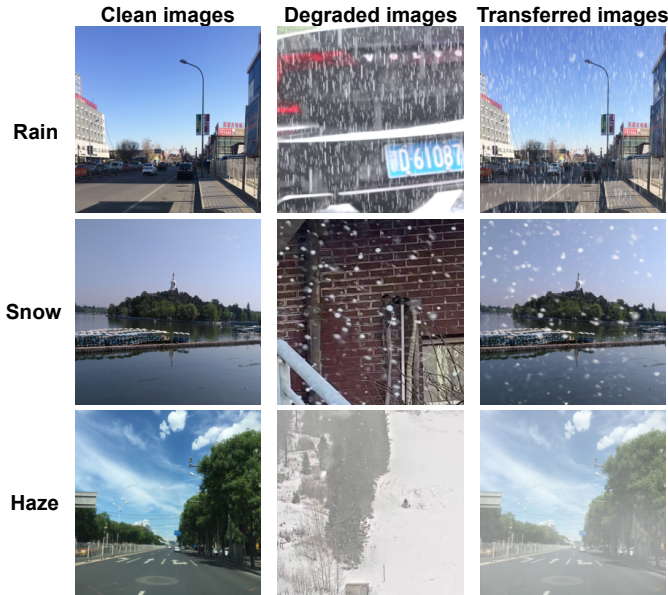 Clean images
Degraded images
Transferred images
Rain
Q·61087
Snow
Haze